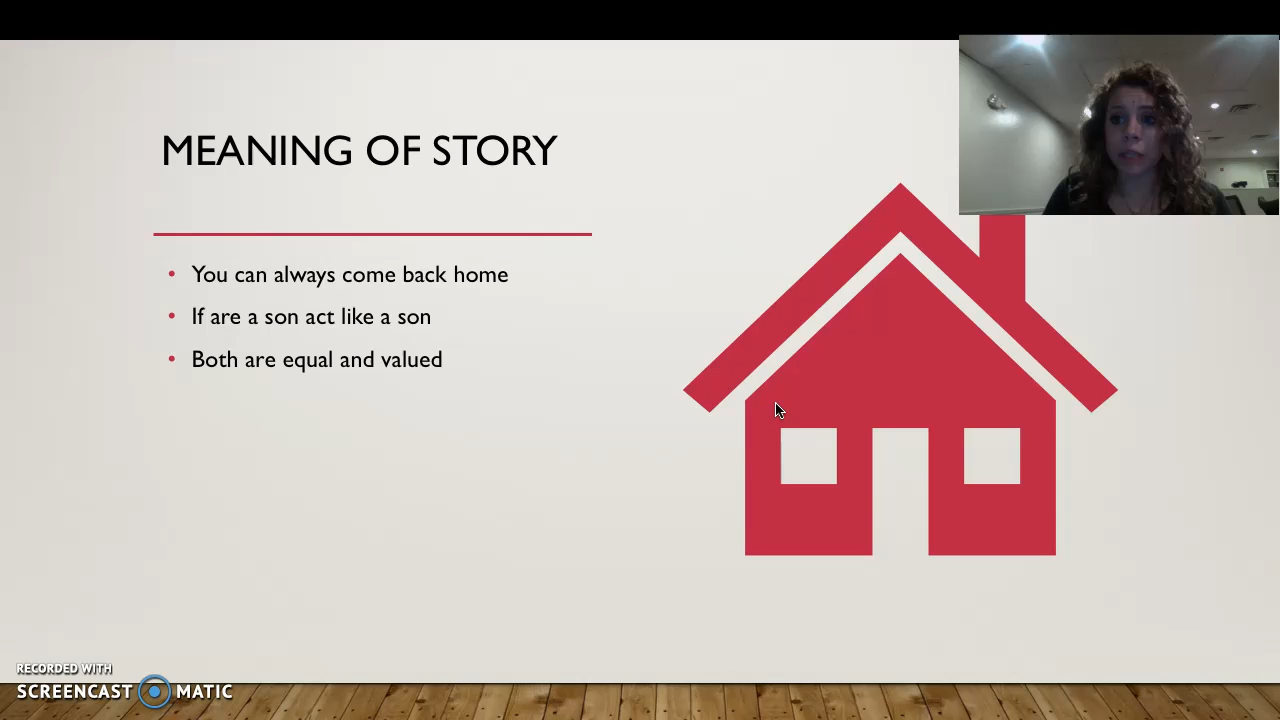 MEANING OF STORY
• You can always come back home
• If are a son act like a son
• Both are equal and valued
RECORDED WITH
SCREENCAST MATIC